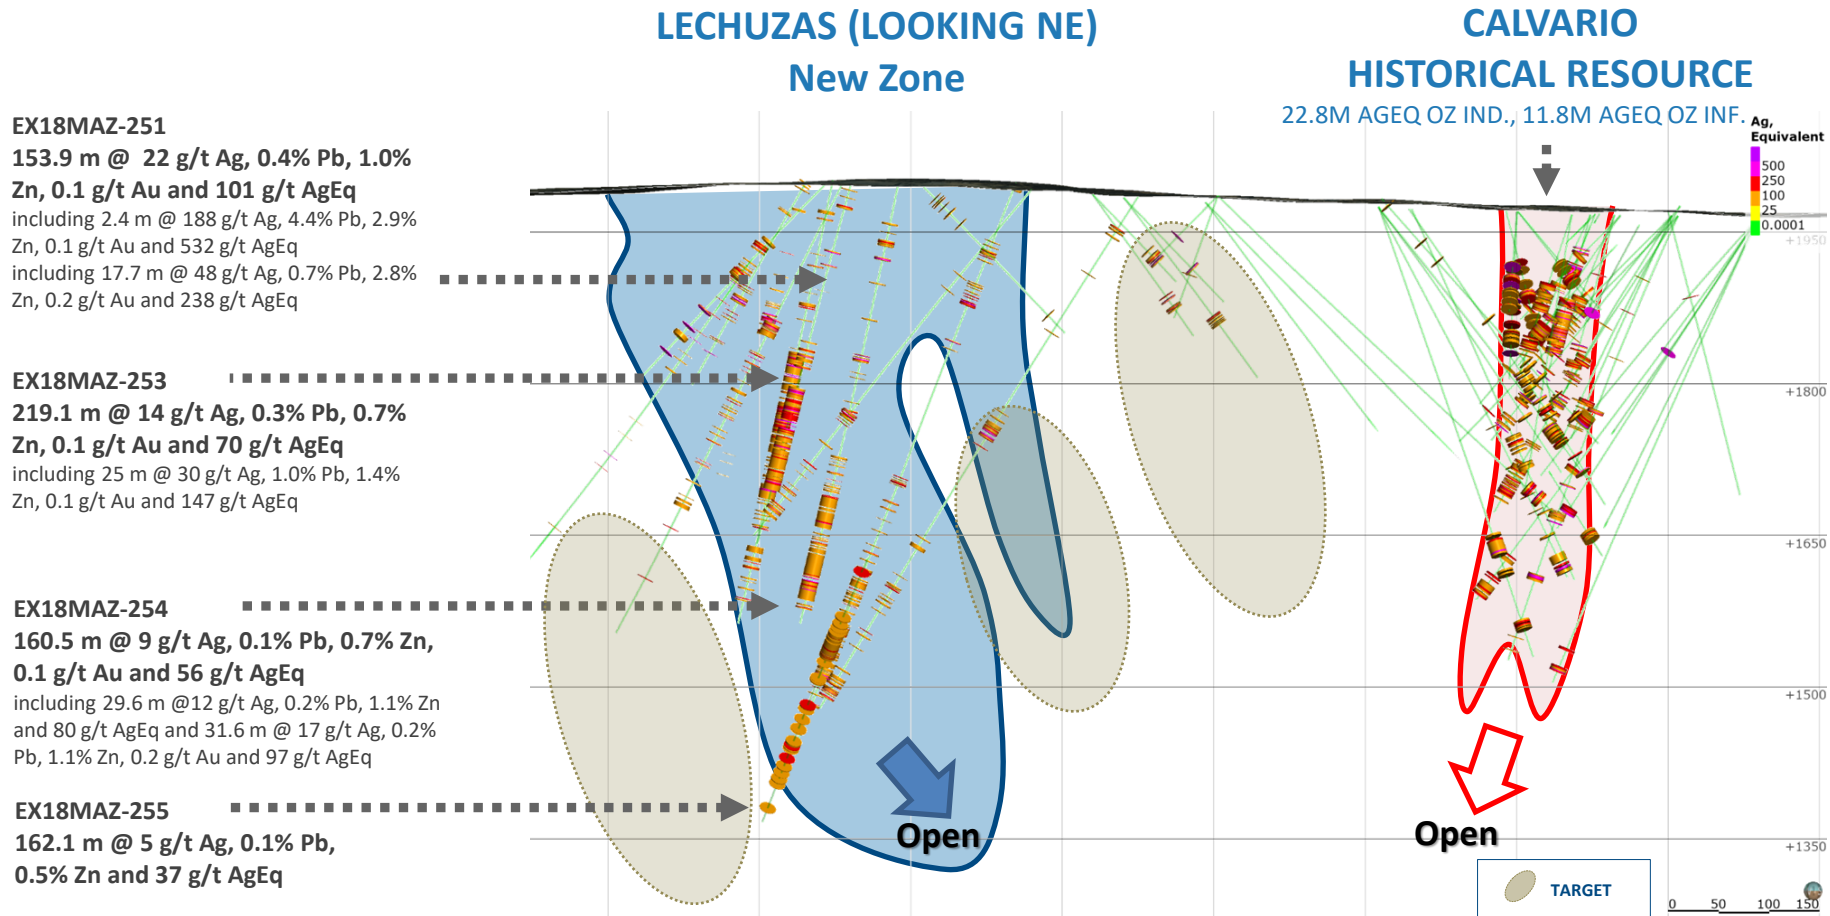 LECHUZAS (LOOKING NE)
New Zone
CALVARIO
HISTORICAL RESOURCE
22.8M AGEQ OZ IND., 11.8M AGEQ OZ INF.
EX18MAZ-251
153.9 m @ 22 g/t Ag, 0.4% Pb, 1.0%
Zn, 0.1 g/t Au and 101 g/t AgEq
including 2.4 m @ 188 g/t Ag, 4.4% Pb, 2.9%
Zn, 0.1 g/t Au and 532 g/t AgEq
including 17.7 m @ 48 g/t Ag, 0.7% Pb, 2.8%
Zn, 0.2 g/t Au and 238 g/t AgEq
EX18MAZ-253
219.1 m @ 14 g/t Ag, 0.3% Pb, 0.7%
Zn, 0.1 g/t Au and 70 g/t AgEq
including 25 m @ 30 g/t Ag, 1.0% Pb, 1.4%
Zn, 0.1 g/t Au and 147 g/t AgEq
EX18MAZ-254
160.5 m @ 9 g/t Ag, 0.1% Pb, 0.7% Zn,
0.1 g/t Au and 56 g/t AgEq
including 29.6 m @12 g/t Ag, 0.2% Pb, 1.1% Zn
and 80 g/t AgEq and 31.6 m @ 17 g/t Ag, 0.2%
Pb, 1.1% Zn, 0.2 g/t Au and 97 g/t AgEq
EX18MAZ-255
162.1 m @ 5 g/t Ag, 0.1% Pb,
0.5% Zn and 37 g/t AgEq
Ag,
Equivalent
500
250
100
25
0.0001
+1950
+1800
+1650
+1500
+1350
Open
Open
TARGET
0 50 100 150